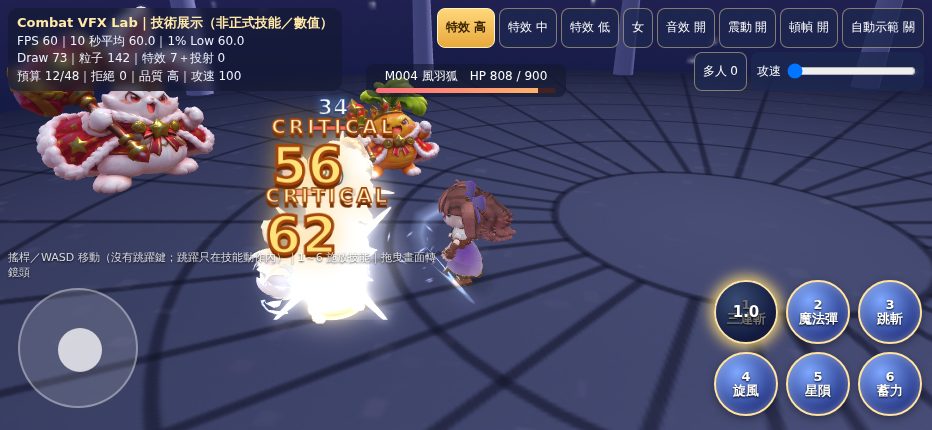 Combat VFX Lab｜技術展示（非正式技能／數值）
FPS 60｜10 秒平均 60.0｜1% Low 60.0
Draw 73｜粒子 142｜特效 7＋投射 0
預算 12/48｜拒絕 0｜品質 高｜攻速 100
特效 高
特效 中
特效 低
女
音效 開
震動 開
頓幀 開
自動示範 關
多人 0
攻速
M004 風羽狐 HP 808 / 900
34
CRITICAL
56
CRITICAL
62
搖桿／WASD 移動（沒有跳躍鍵；跳躍只在技能動作內）｜1–6 施放技能｜拖曳畫面轉
鏡頭
1
1.0
三連斬
2
魔法彈
3
跳斬
4
旋風
5
星隕
6
蓄力